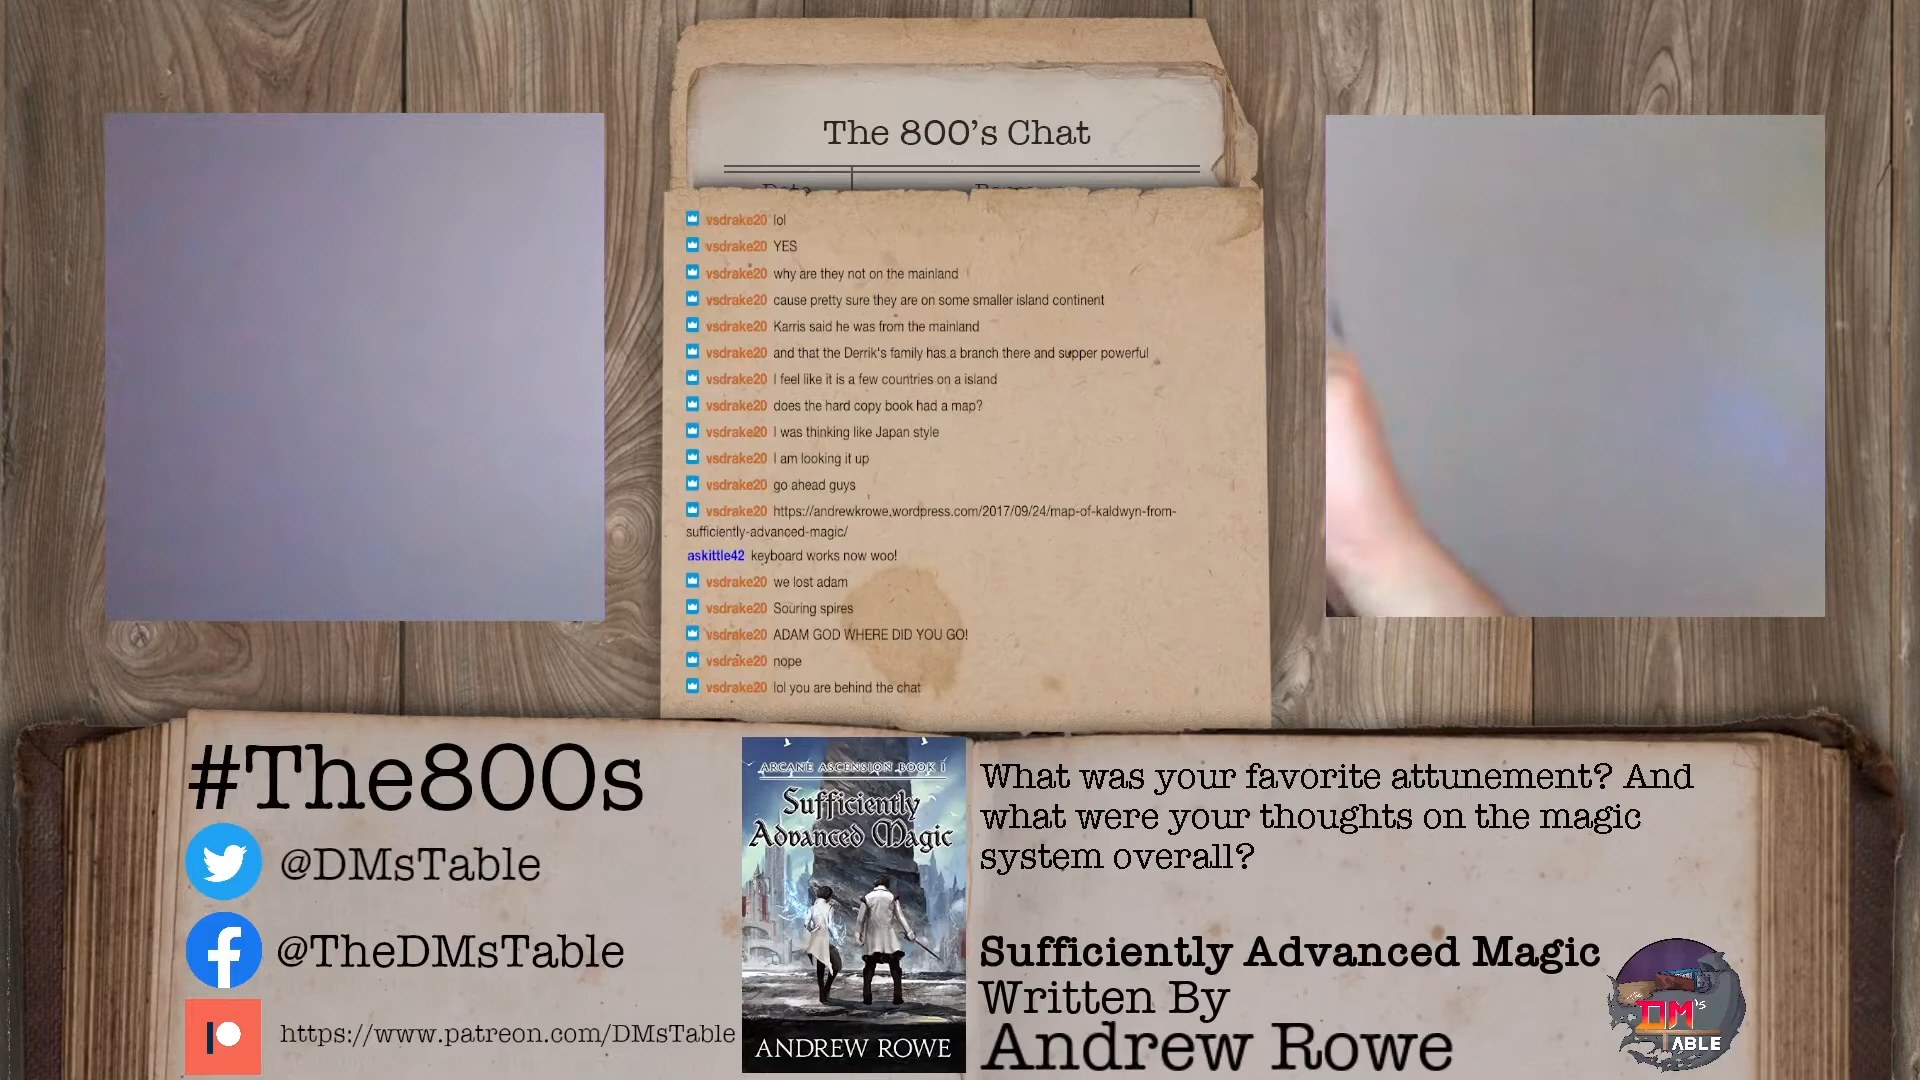 The 800's Chat
vsdrake20 lol
vsdrake20 YES
vsdrake20 why are they not on the mainland
vsdrake20 cause pretty sure they are on some smaller island continent
vsdrake20 Karris said he was from the mainland
vsdrake20 and that the Derrik's family has a branch there and supper powerful
vsdrake20 I feel like it is a few countries on a island
vsdrake20 does the hard copy book had a map?
vsdrake20 I was thinking like Japan style
vsdrake20 I am looking it up
vsdrake20 go ahead guys
vsdrake20 https://andrewkrowe.wordpress.com/2017/09/24/map-of-kaldwyn-from-
sufficiently-advanced-magic/
askittle42 keyboard works now woo!
vsdrake20 we lost adam
vsdrake20 Souring spires
vsdrake20 ADAM GOD WHERE DID YOU GO!
vsdrake20 nope
vsdrake20 lol you are behind the chat
#The800s
@DMsTable
@TheDMsTable
https://www.patreon.com/DMsTable
ARCANE ASCENSION BOOK 1
Sufficiently
Advanced Magic
ANDREW ROWE
What was your favorite attunement? And
what were your thoughts on the magic
system overall?
Sufficiently Advanced Magic
Written By
Andrew Rowe
DM's
TABLE